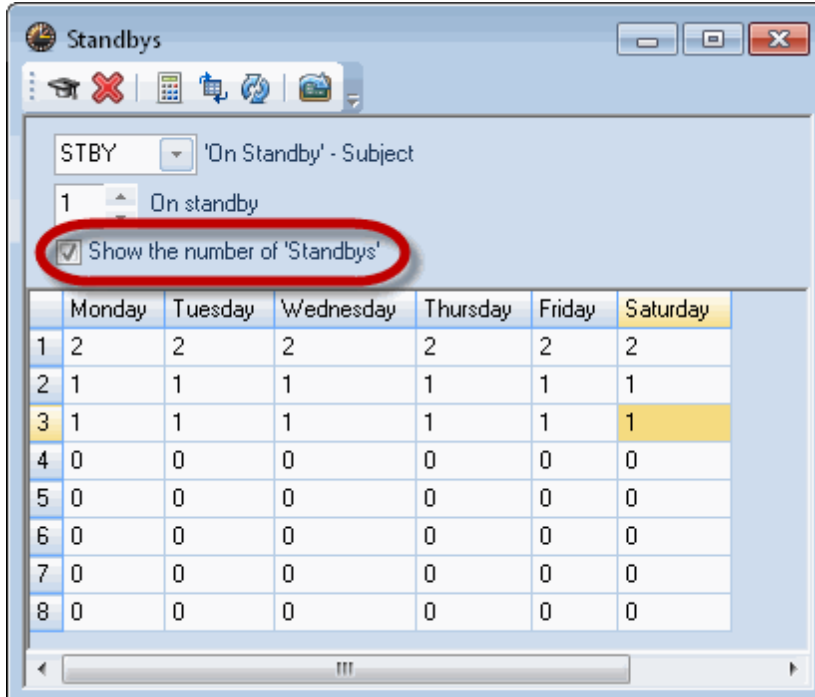 Standbys
STBY 'On Standby' - Subject
1 On standby
Show the number of 'Standbys'
Monday Tuesday Wednesday Thursday Friday Saturday
1 2 2 2 2 2 2
2 1 1 1 1 1 1
3 1 1 1 1 1 1
4 0 0 0 0 0 0
5 0 0 0 0 0 0
6 0 0 0 0 0 0
7 0 0 0 0 0 0
8 0 0 0 0 0 0